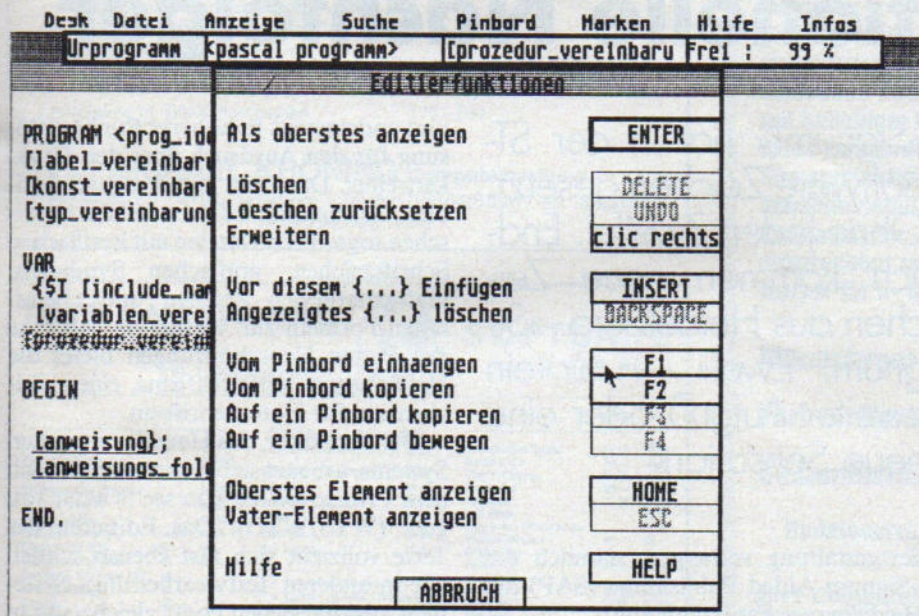 Desk Datei Anzeige Suche Pinbord Marken Hilfe Infos
Urprogramm <pascal programm> [prozedur_vereinbaru Frei : 99 %
Editierfunktionen
PROGRAM <prog_ide Als oberstes anzeigen ENTER
[label_vereinbaru
[konst_vereinbaru Löschen DELETE
[typ_vereinbarung Loeschen zurücksetzen UNDO
Erweitern clic rechts
VAR
{$I [include_nam Vor diesem {...} Einfügen INSERT
[variablen_verei Angezeigtes {...} löschen BACKSPACE
[prozedur_vereinb
Vom Pinbord einhaengen F1
BEGIN Vom Pinbord kopieren F2
Auf ein Pinbord kopieren F3
[anweisung}; Auf ein Pinbord bewegen F4
[anweisungs_folg
Oberstes Element anzeigen HOME
END. Vater-Element anzeigen ESC
Hilfe HELP
ABBRUCH